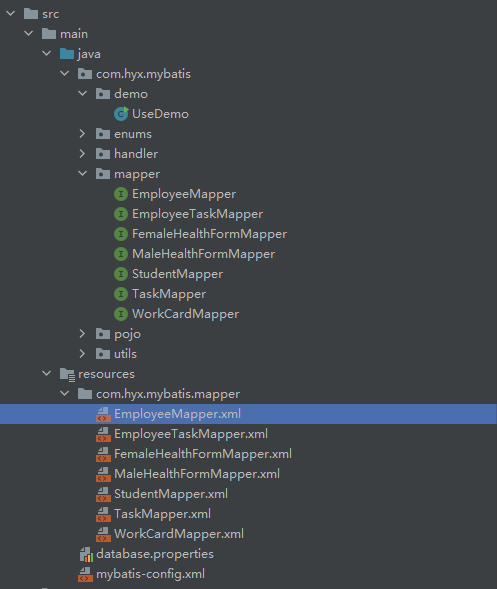 src
main
java
com.hyx.mybatis
demo
UseDemo
enums
handler
mapper
EmployeeMapper
EmployeeTaskMapper
FemaleHealthFormMapper
MaleHealthFormMapper
StudentMapper
TaskMapper
WorkCardMapper
pojo
utils
resources
com.hyx.mybatis.mapper
EmployeeMapper.xml
EmployeeTaskMapper.xml
FemaleHealthFormMapper.xml
MaleHealthFormMapper.xml
StudentMapper.xml
TaskMapper.xml
WorkCardMapper.xml
database.properties
mybatis-config.xml